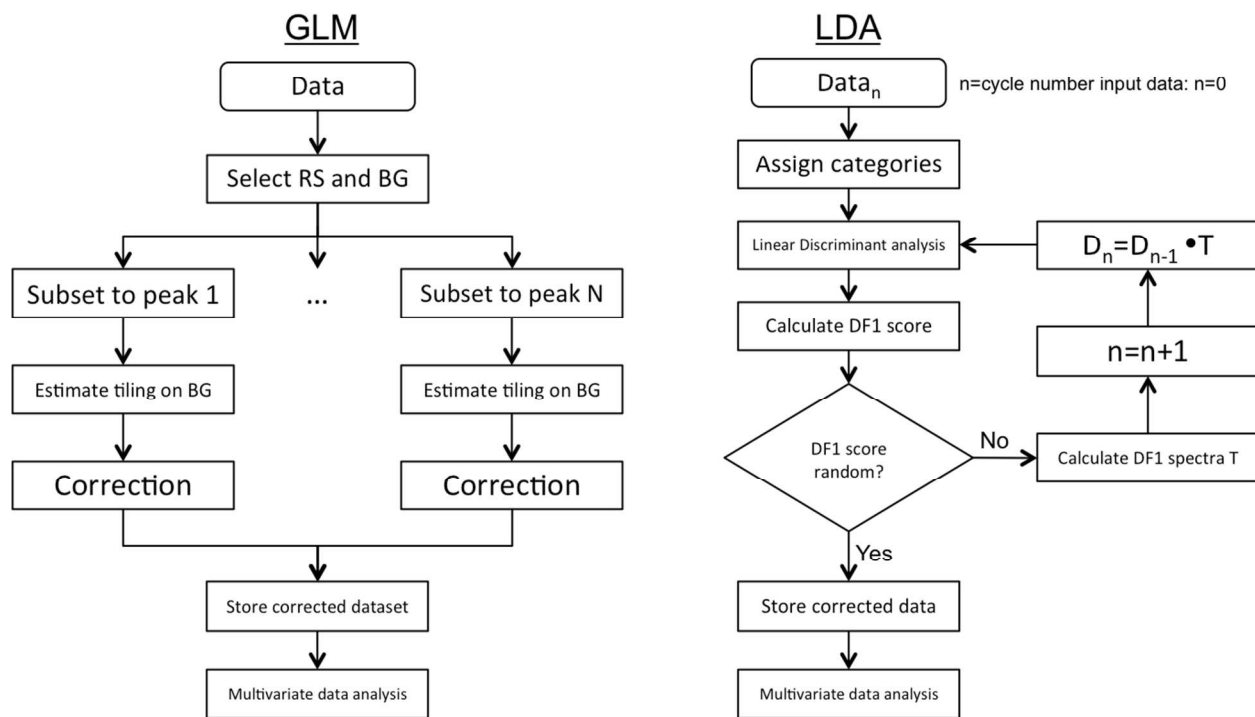 GLM
Data
Select RS and BG
Subset to peak 1
...
Subset to peak N
Estimate tiling on BG
Estimate tiling on BG
Correction
Correction
Store corrected dataset
Multivariate data analysis
LDA
Dataₙ
n=cycle number input data: n=0
Assign categories
Linear Discriminant analysis
Dₙ=Dₙ₋₁ •T
Calculate DF1 score
n=n+1
DF1 score
random?
No
Calculate DF1 spectra T
Yes
Store corrected data
Multivariate data analysis